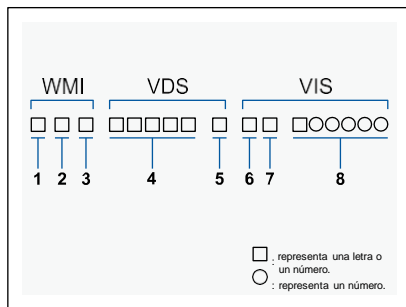 WMI VDS VIS
1 2 3 4 5 6 7 8
: representa una letra o
un número.
: representa un número.